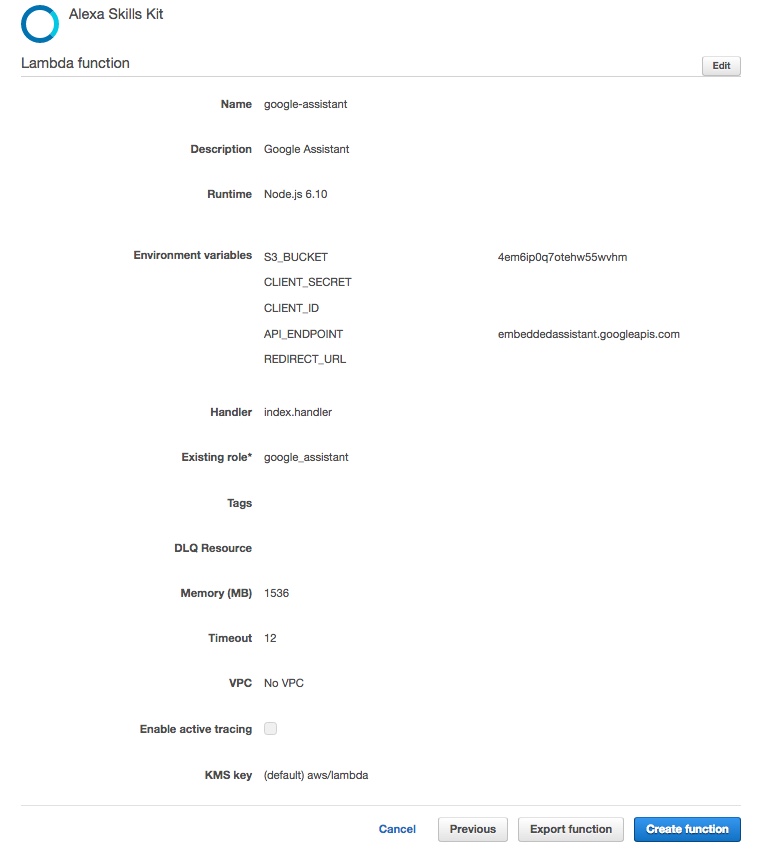 Alexa Skills Kit
Lambda function Edit
Name google-assistant
Description Google Assistant
Runtime Node.js 6.10
Environment variables S3_BUCKET 4em6ip0q7otehw55wvhm
CLIENT_SECRET
CLIENT_ID
API_ENDPOINT embeddedassistant.googleapis.com
REDIRECT_URL
Handler index.handler
Existing role* google_assistant
Tags
DLQ Resource
Memory (MB) 1536
Timeout 12
VPC No VPC
Enable active tracing
KMS key (default) aws/lambda
Cancel Previous Export function Create function